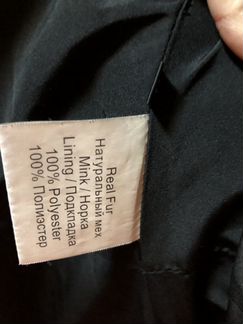 Real Fur
Натуральный мех
Mink / Норка
Lining / Подкладка
100% Polyester
100% Полиэстер